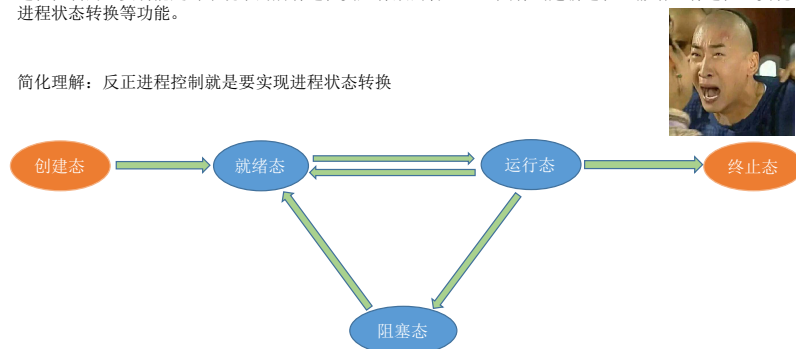 进程状态转换等功能。
简化理解：反正进程控制就是要实现进程状态转换
创建态
就绪态
运行态
终止态
阻塞态